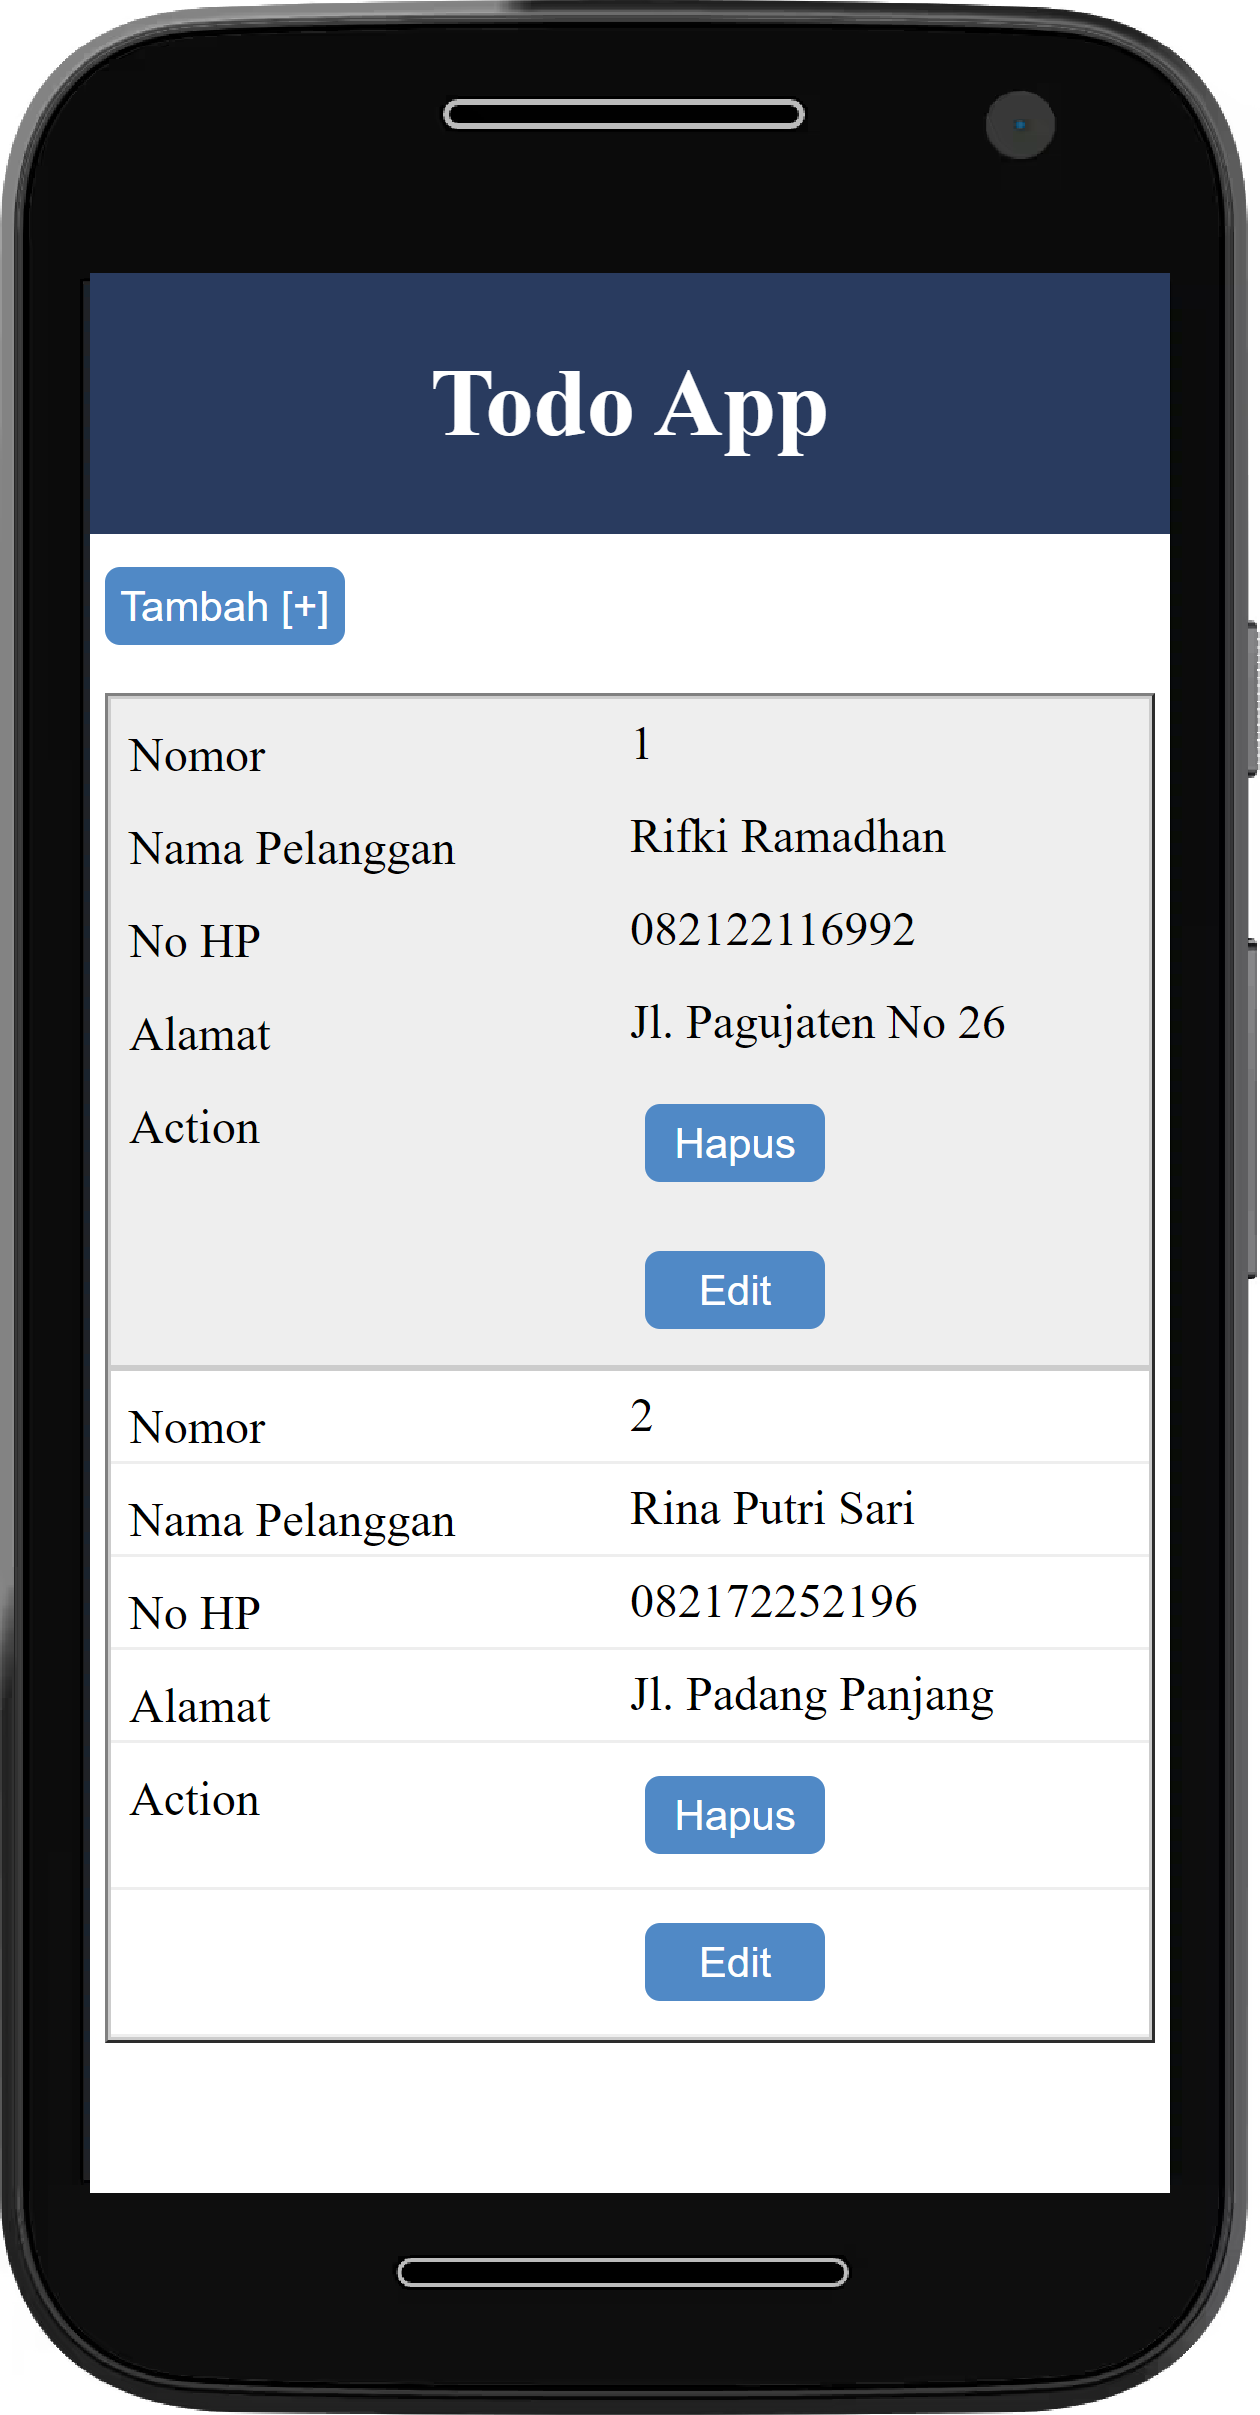 Todo App
Tambah [+]
Nomor 1
Nama Pelanggan Rifki Ramadhan
No HP 082122116992
Alamat Jl. Pagujaten No 26
Action Hapus
Edit
Nomor 2
Nama Pelanggan Rina Putri Sari
No HP 082172252196
Alamat Jl. Padang Panjang
Action Hapus
Edit